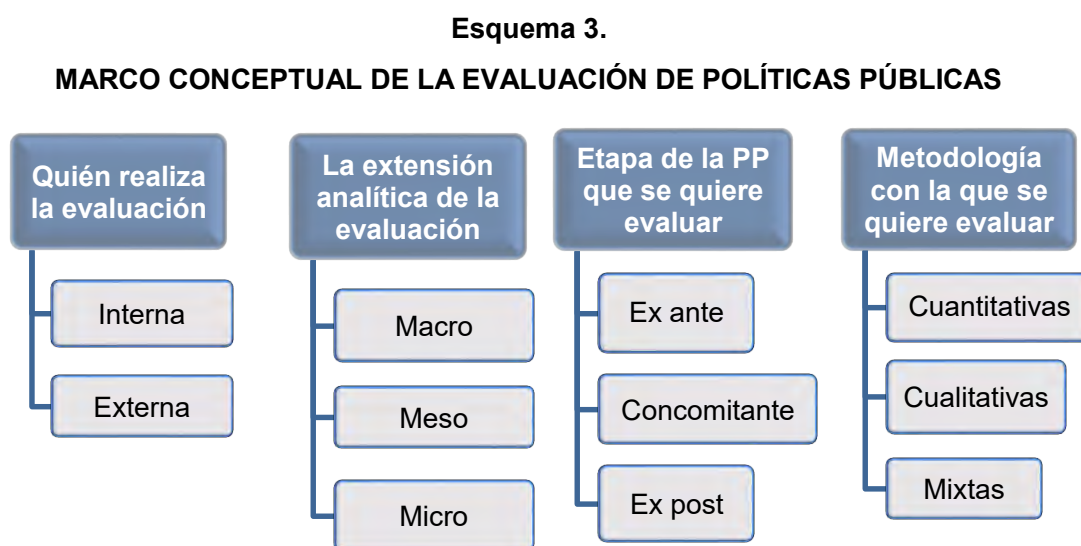 Esquema 3.
MARCO CONCEPTUAL DE LA EVALUACIÓN DE POLÍTICAS PÚBLICAS
Quién realiza
la evaluación
Interna
Externa
La extensión
analítica de la
evaluación
Macro
Meso
Micro
Etapa de la PP
que se quiere
evaluar
Ex ante
Concomitante
Ex post
Metodología
con la que se
quiere evaluar
Cuantitativas
Cualitativas
Mixtas